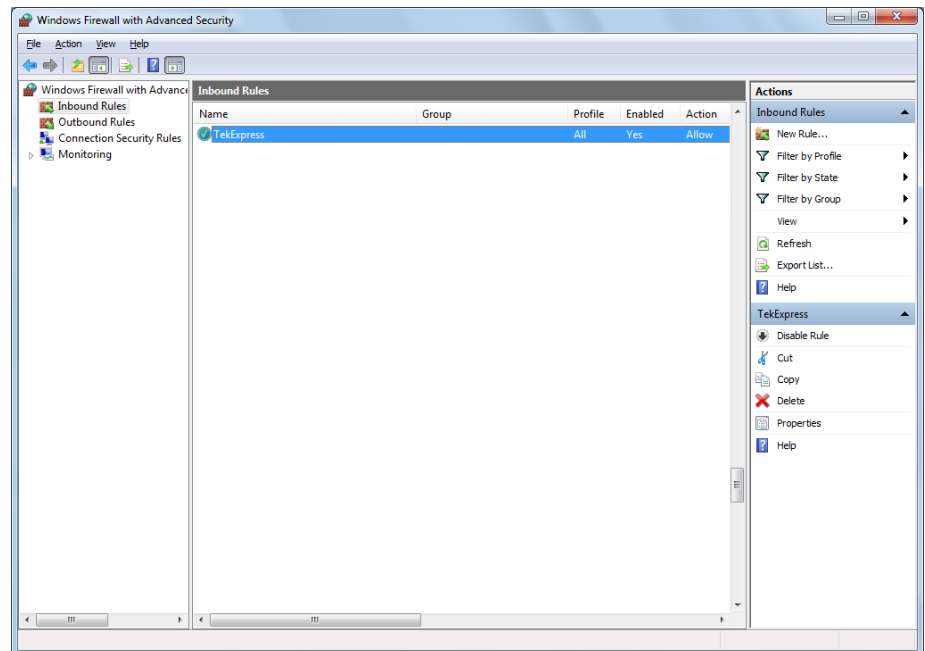 Windows Firewall with Advanced Security
File Action View Help
Windows Firewall with Advance
Inbound Rules
Outbound Rules
Connection Security Rules
Monitoring
Inbound Rules
Name Group Profile Enabled Action
TekExpress All Yes Allow
Actions
Inbound Rules
New Rule...
Filter by Profile
Filter by State
Filter by Group
View
Refresh
Export List...
Help
TekExpress
Disable Rule
Cut
Copy
Delete
Properties
Help